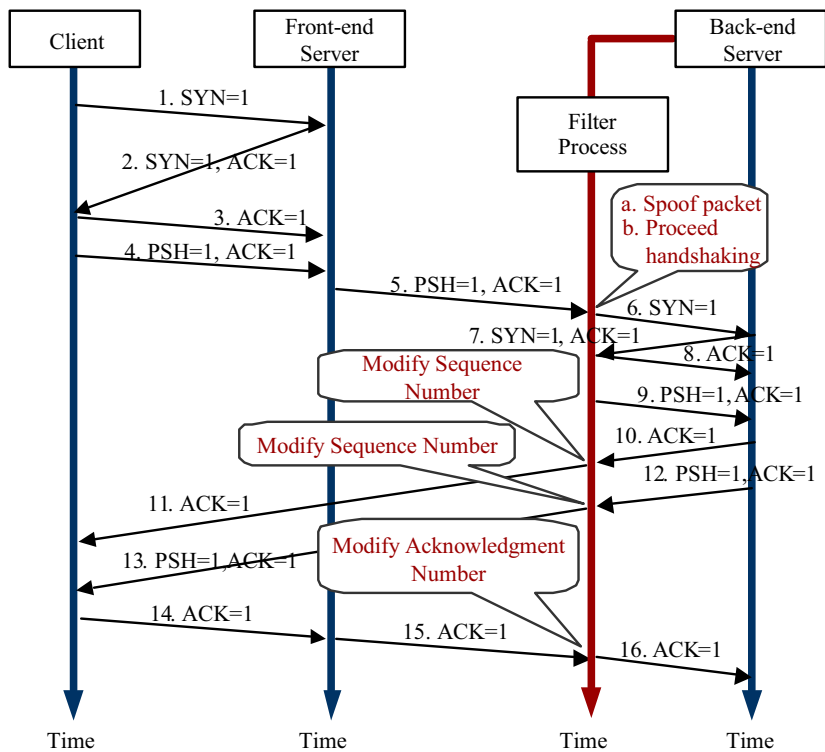 Client
Front-end
Server
Back-end
Server
Filter
Process
1. SYN=1
2. SYN=1, ACK=1
3. ACK=1
4. PSH=1, ACK=1
a. Spoof packet
b. Proceed
handshaking
5. PSH=1, ACK=1
6. SYN=1
7. SYN=1, ACK=1
8. ACK=1
Modify Sequence
Number
9. PSH=1,ACK=1
10. ACK=1
Modify Sequence Number
12. PSH=1,ACK=1
11. ACK=1
Modify Acknowledgment
Number
13. PSH=1,ACK=1
14. ACK=1
15. ACK=1
16. ACK=1
Time
Time
Time
Time